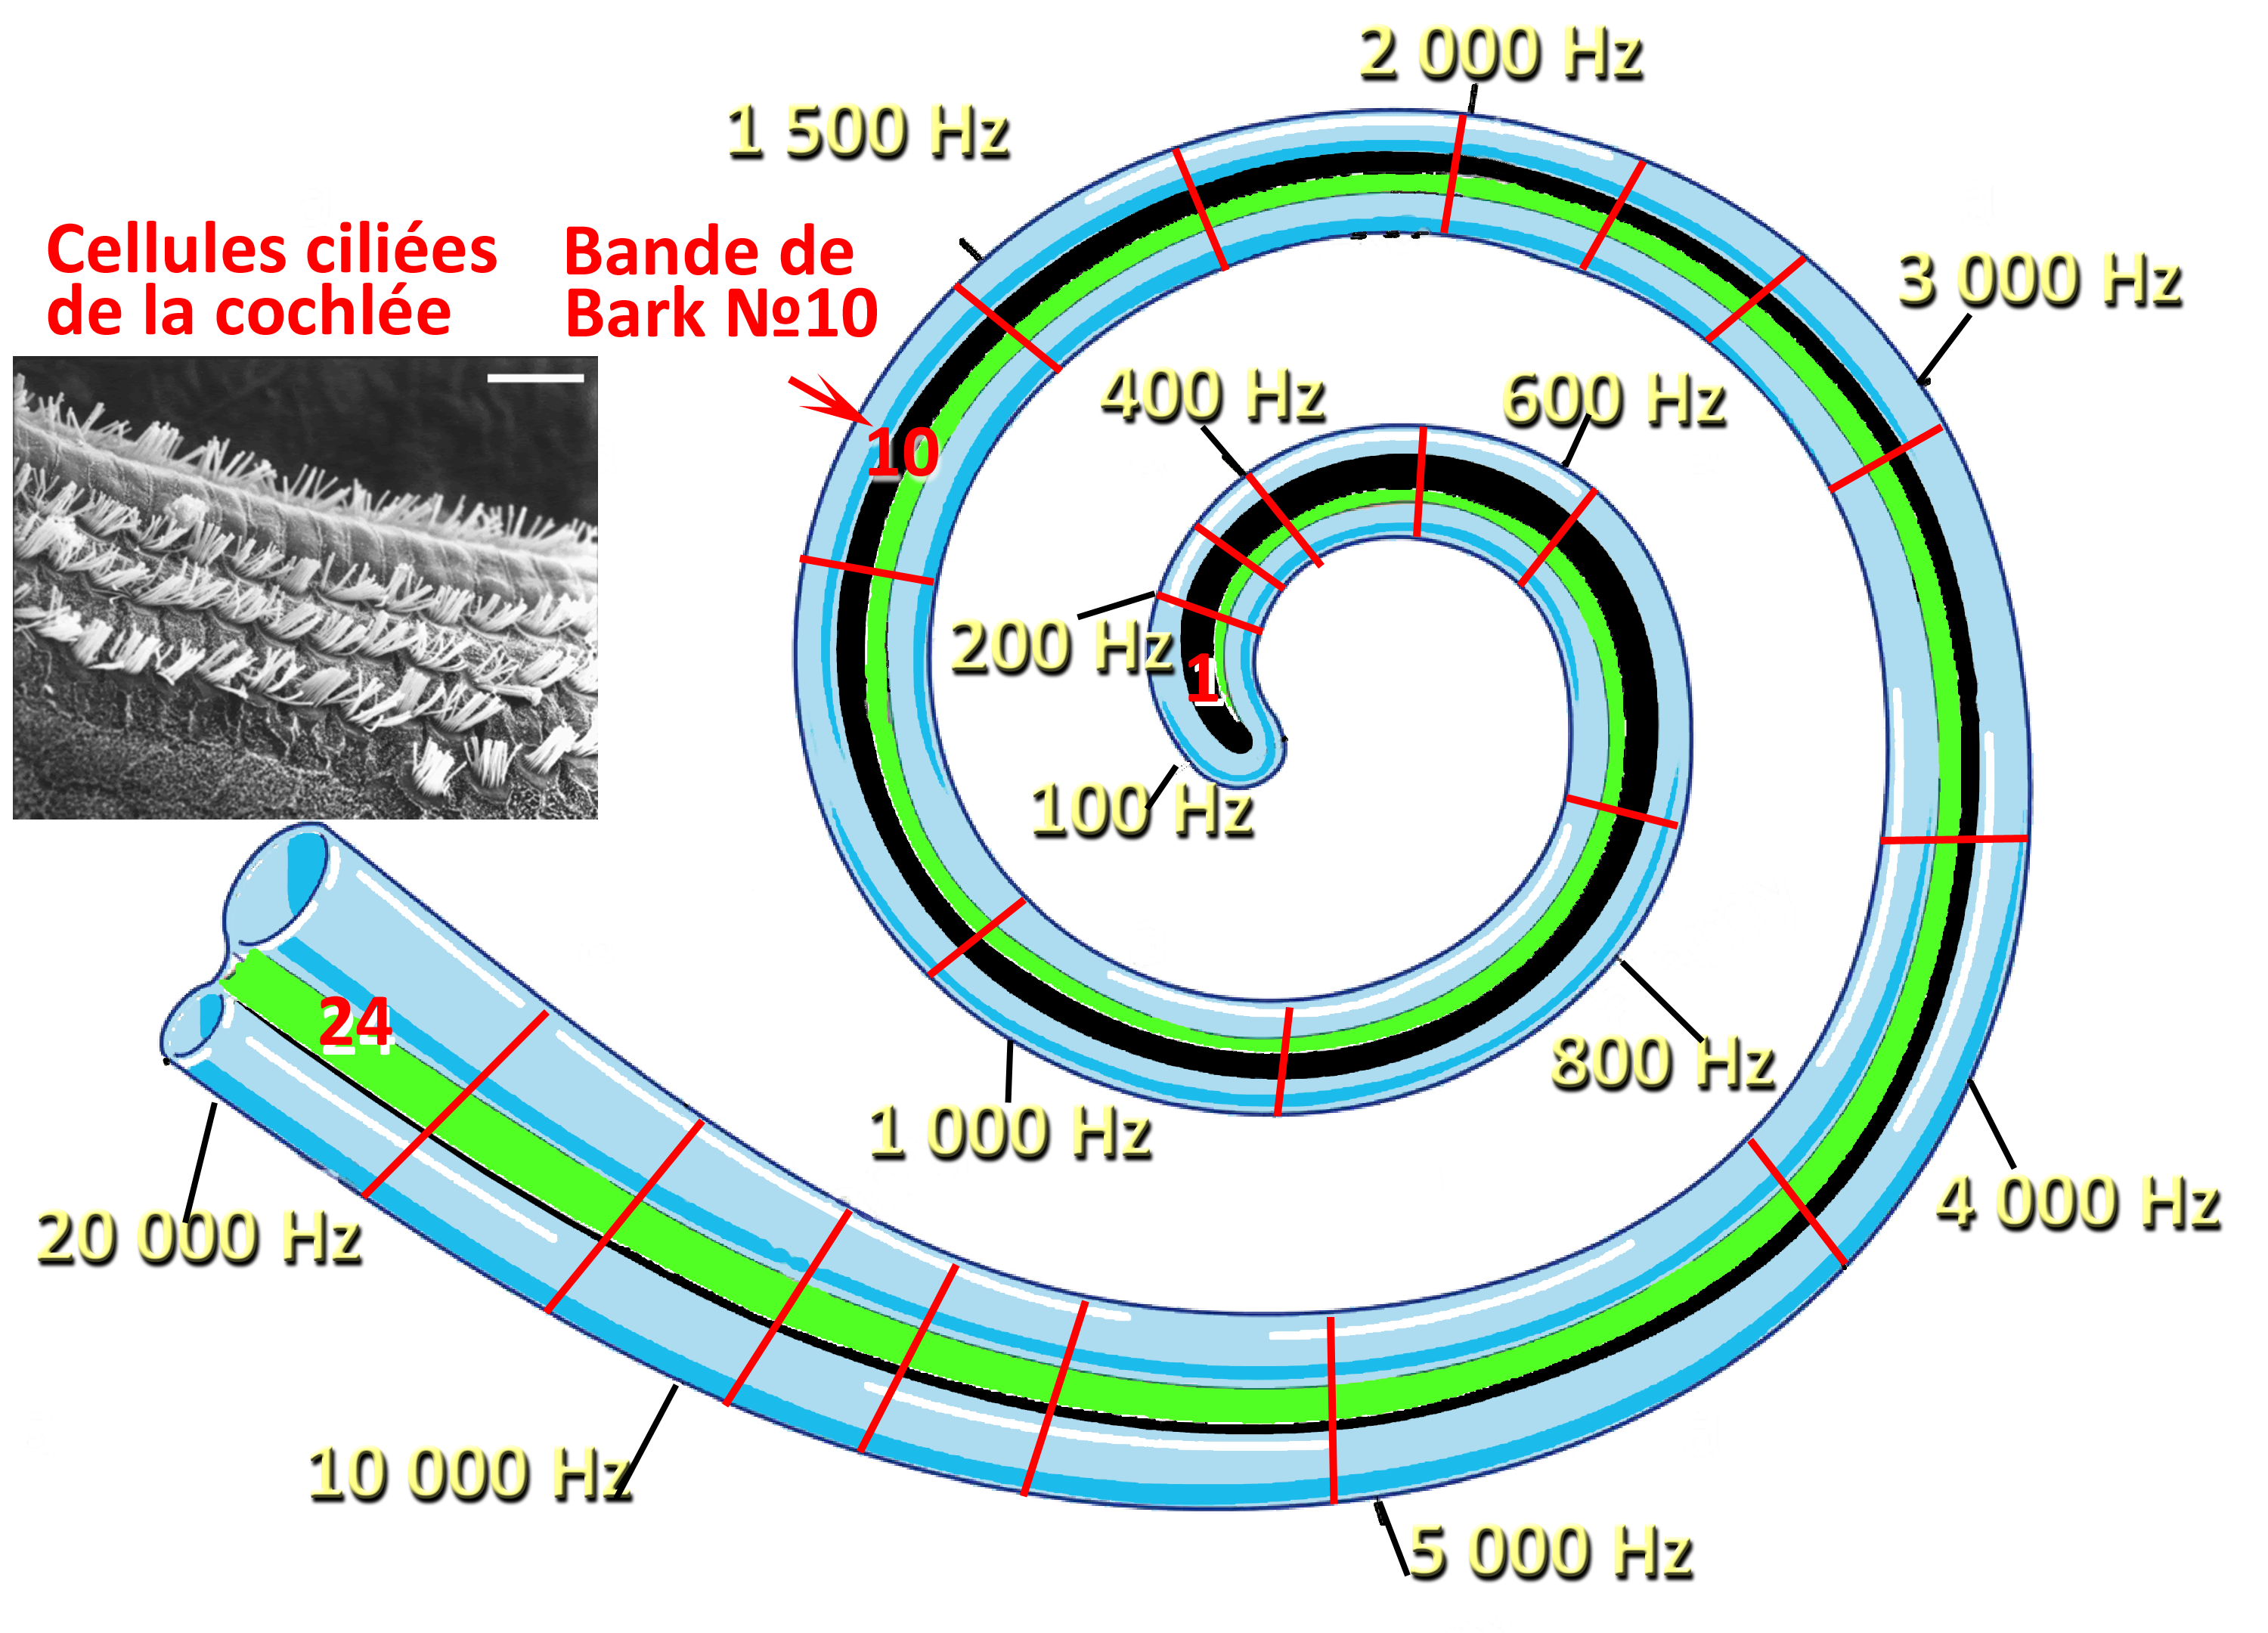 2 000 Hz
1 500 Hz
Cellules ciliées
de la cochlée
Bande de
Bark №10
3 000 Hz
400 Hz
600 Hz
10
200 Hz
1
100 Hz
24
800 Hz
1 000 Hz
4 000 Hz
20 000 Hz
10 000 Hz
5 000 Hz